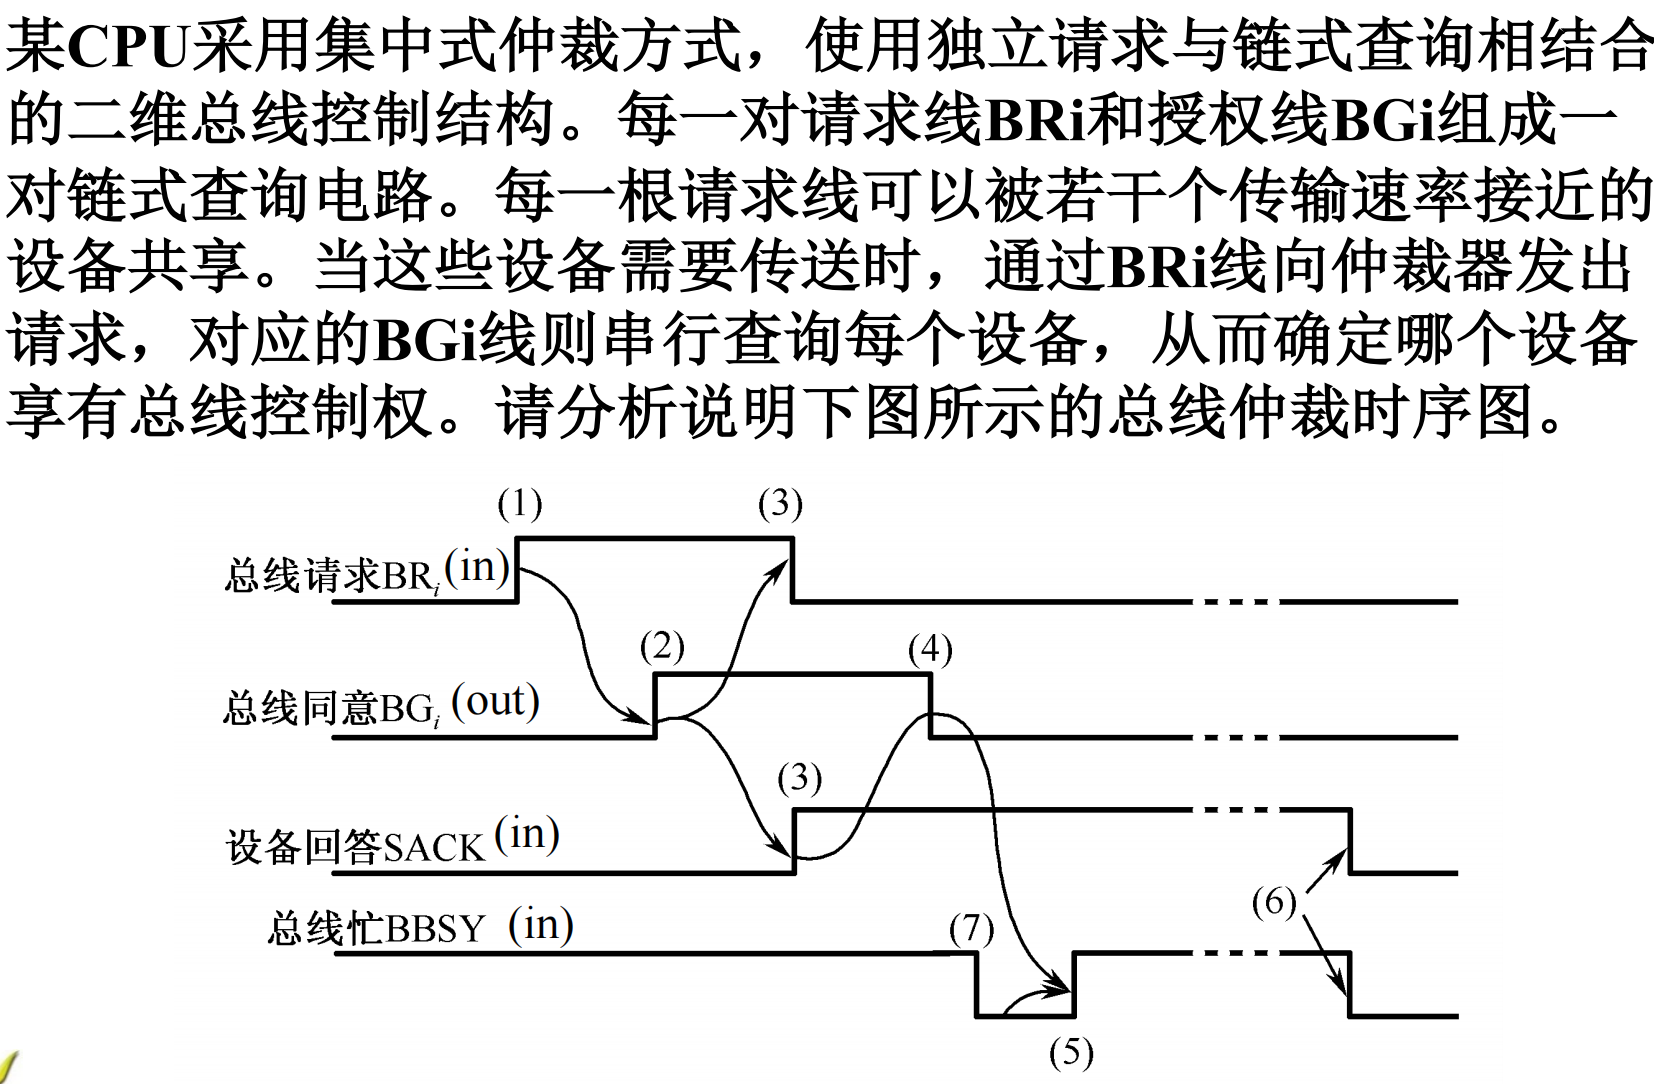 某CPU采用集中式仲裁方式，使用独立请求与链式查询相结合
的二维总线控制结构。每一对请求线BRi和授权线BGi组成一
对链式查询电路。每一根请求线可以被若干个传输速率接近的
设备共享。当这些设备需要传送时，通过BRi线向仲裁器发出
请求，对应的BGi线则串行查询每个设备，从而确定哪个设备
享有总线控制权。请分析说明下图所示的总线仲裁时序图。
(1) (3)
总线请求BRi (in)
(2) (4)
总线同意BGi (out)
(3)
设备回答SACK (in)
(6)
总线忙BBSY (in) (7)
(5)